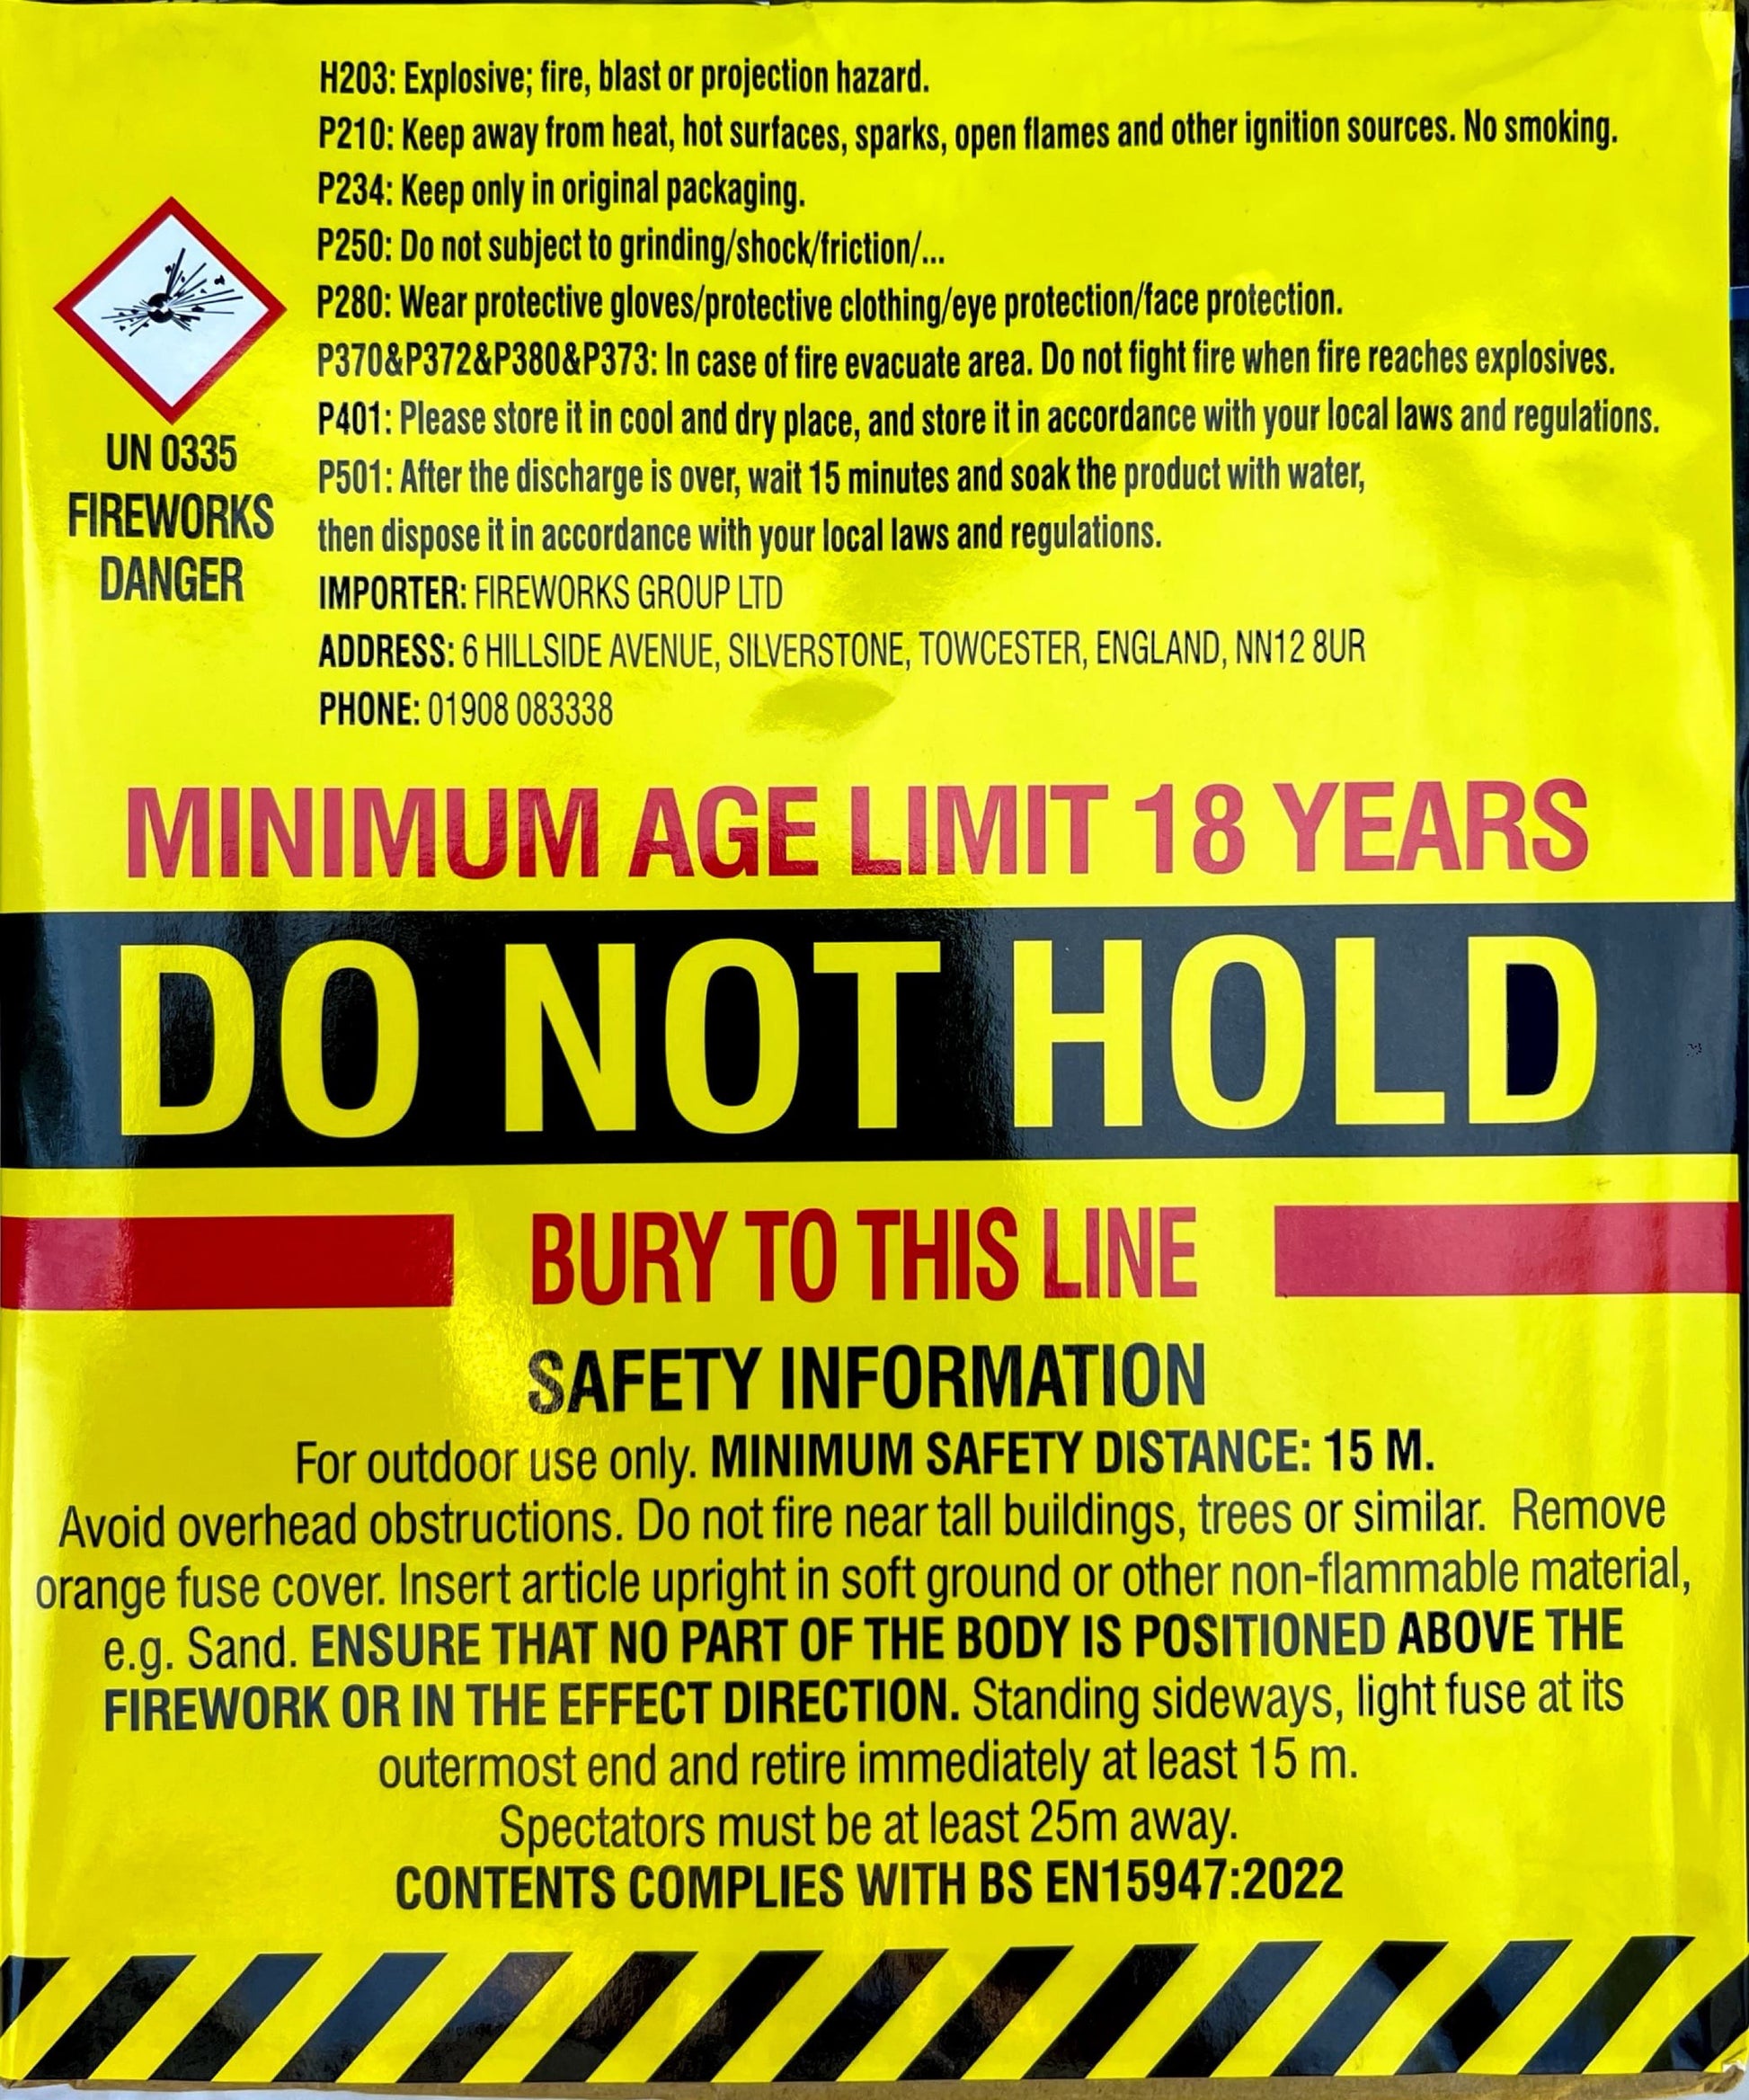 H203: Explosive; fire, blast or projection hazard.
P210: Keep away from heat, hot surfaces, sparks, open flames and other ignition sources. No smoking.
P234: Keep only in original packaging.
P250: Do not subject to grinding/shock/friction/...
P280: Wear protective gloves/protective clothing/eye protection/face protection.
P370&P372&P380&P373: In case of fire evacuate area. Do not fight fire when fire reaches explosives.
P401: Please store it in cool and dry place, and store it in accordance with your local laws and regulations.
P501: After the discharge is over, wait 15 minutes and soak the product with water,
then dispose it in accordance with your local laws and regulations.
IMPORTER: FIREWORKS GROUP LTD
ADDRESS: 6 HILLSIDE AVENUE, SILVERSTONE, TOWCESTER, ENGLAND, NN12 8UR
PHONE: 01908 083338
UN 0335
FIREWORKS
DANGER
MINIMUM AGE LIMIT 18 YEARS
DO NOT HOLD
BURY TO THIS LINE
SAFETY INFORMATION
For outdoor use only. MINIMUM SAFETY DISTANCE: 15 M.
Avoid overhead obstructions. Do not fire near tall buildings, trees or similar. Remove
orange fuse cover. Insert article upright in soft ground or other non-flammable material,
e.g. Sand. ENSURE THAT NO PART OF THE BODY IS POSITIONED ABOVE THE
FIREWORK OR IN THE EFFECT DIRECTION. Standing sideways, light fuse at its
outermost end and retire immediately at least 15 m.
Spectators must be at least 25m away.
CONTENTS COMPLIES WITH BS EN15947:2022